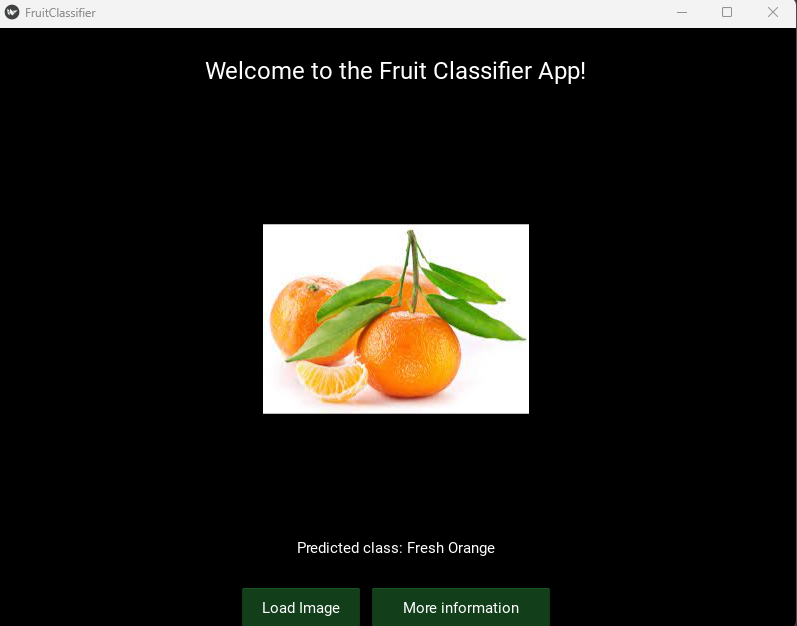 FruitClassifier
Welcome to the Fruit Classifier App!
Predicted class: Fresh Orange
Load Image
More information